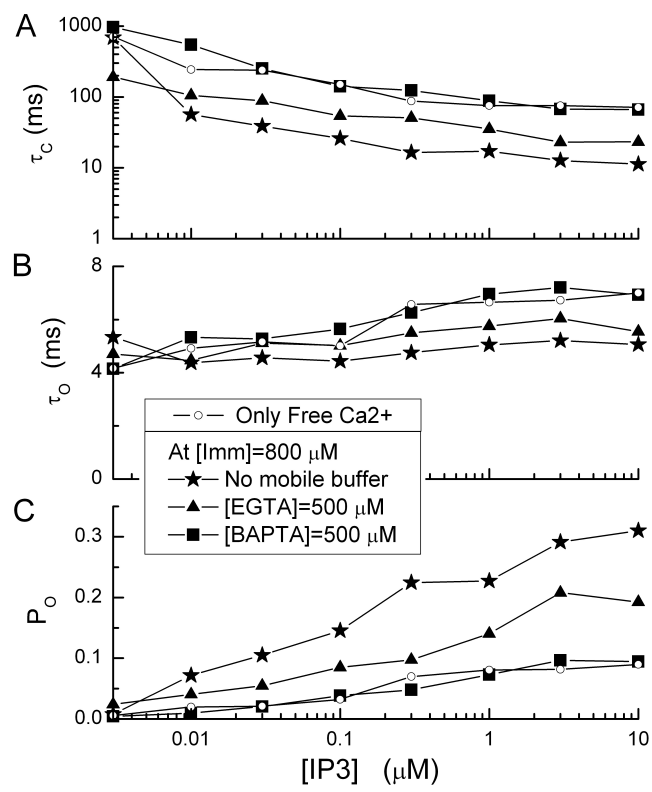 A
1000
100
10
1
τC (ms)
B
8
4
0
τO (ms)
Only Free Ca2+
At [Imm]=800 μM
No mobile buffer
[EGTA]=500 μM
[BAPTA]=500 μM
C
0.3
0.2
0.1
0.0
PO
0.01 0.1 1 10
[IP3] (μM)